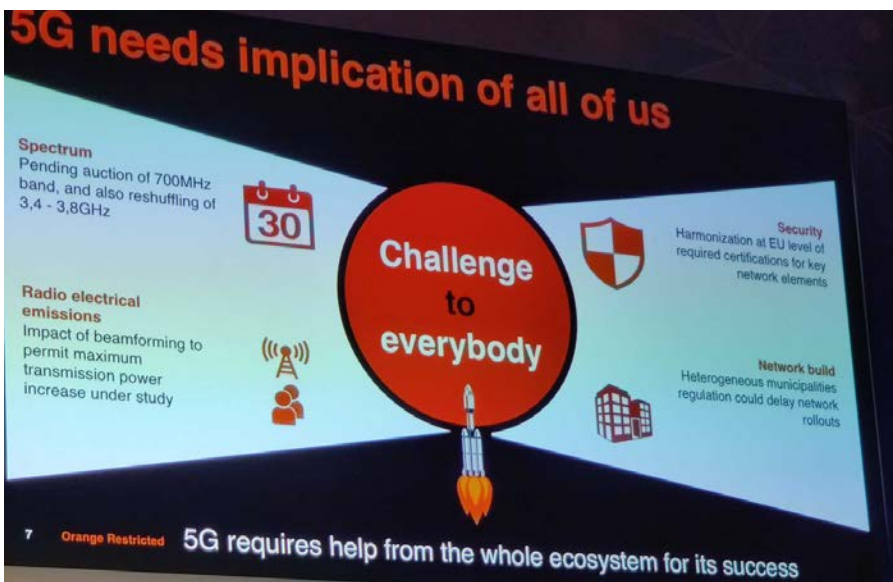 5G needs implication of all of us
Spectrum
Pending auction of 700MHz
band, and also reshuffling of
3,4 - 3,8GHz
30
Radio electrical
emissions
Impact of beamforming to
permit maximum
transmission power
increase under study
Challenge
to
everybody
Security
Harmonization at EU level of
required certifications for key
network elements
Network build
Heterogeneous municipalities
regulation could delay network
rollouts
7 Orange Restricted 5G requires help from the whole ecosystem for its success